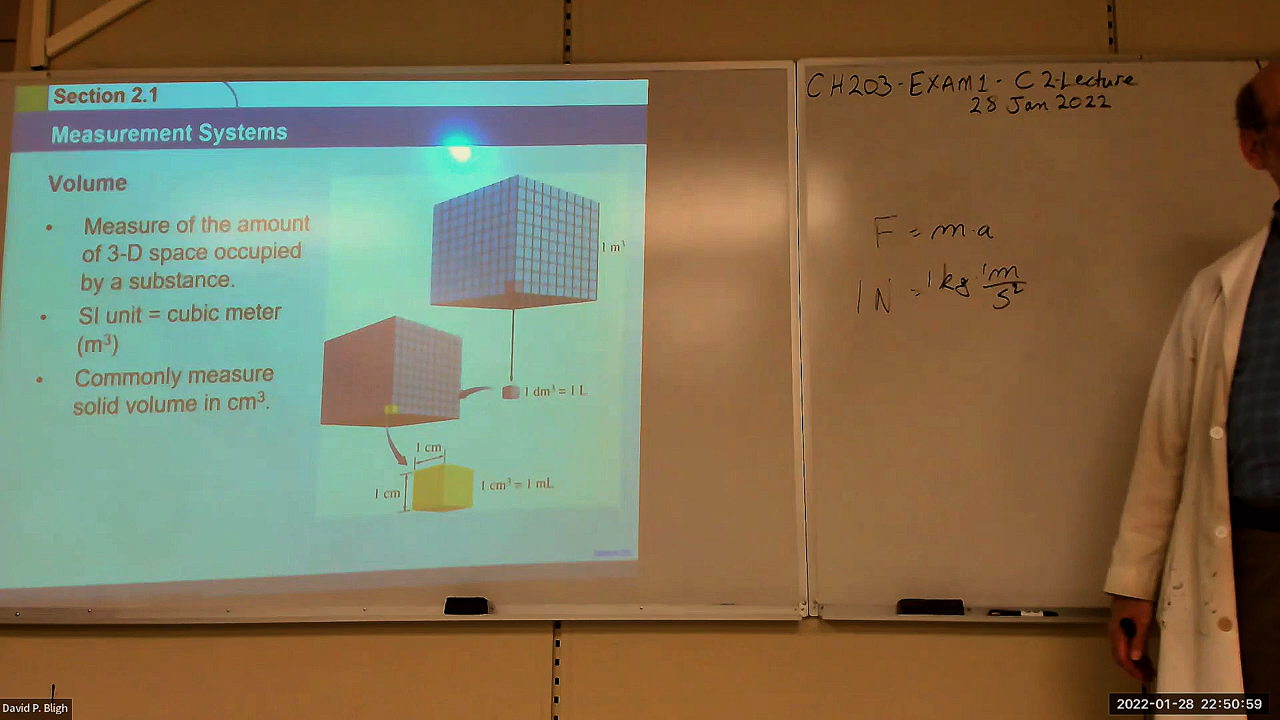 Section 2.1
Measurement Systems
Volume
• Measure of the amount
of 3-D space occupied
by a substance.
• SI unit = cubic meter
(m³)
• Commonly measure
solid volume in cm³.
1 m³
1 dm³ = 1 L
1 cm
1 cm
1 cm³ = 1 mL
CH203-EXAM1- C2-Lecture
28 Jan 2022
F = m·a
1N = 1 kg · 1 m/s²
David P. Bligh
2022-01-28 22:50:59